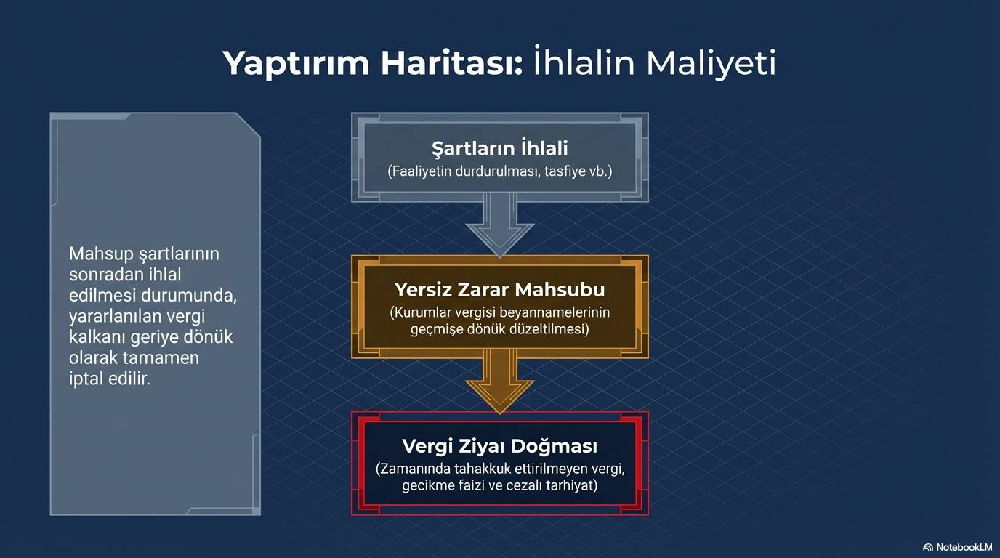 Yaptırım Haritası: İhlalin Maliyeti
Mahsup şartlarının
sonradan ihlal
edilmesi durumunda,
yararlanılan vergi
kalkanı geriye dönük
olarak tamamen
iptal edilir.
Şartların İhlali
(Faaliyetin durdurulması, tasfiye vb.)
Yersiz Zarar Mahsubu
(Kurumlar vergisi beyannamelerinin
geçmişe dönük düzeltilmesi)
Vergi Ziyaı Doğması
(Zamanında tahakkuk ettirilmeyen vergi,
gecikme faizi ve cezalı tarhiyat)
NotebookLM